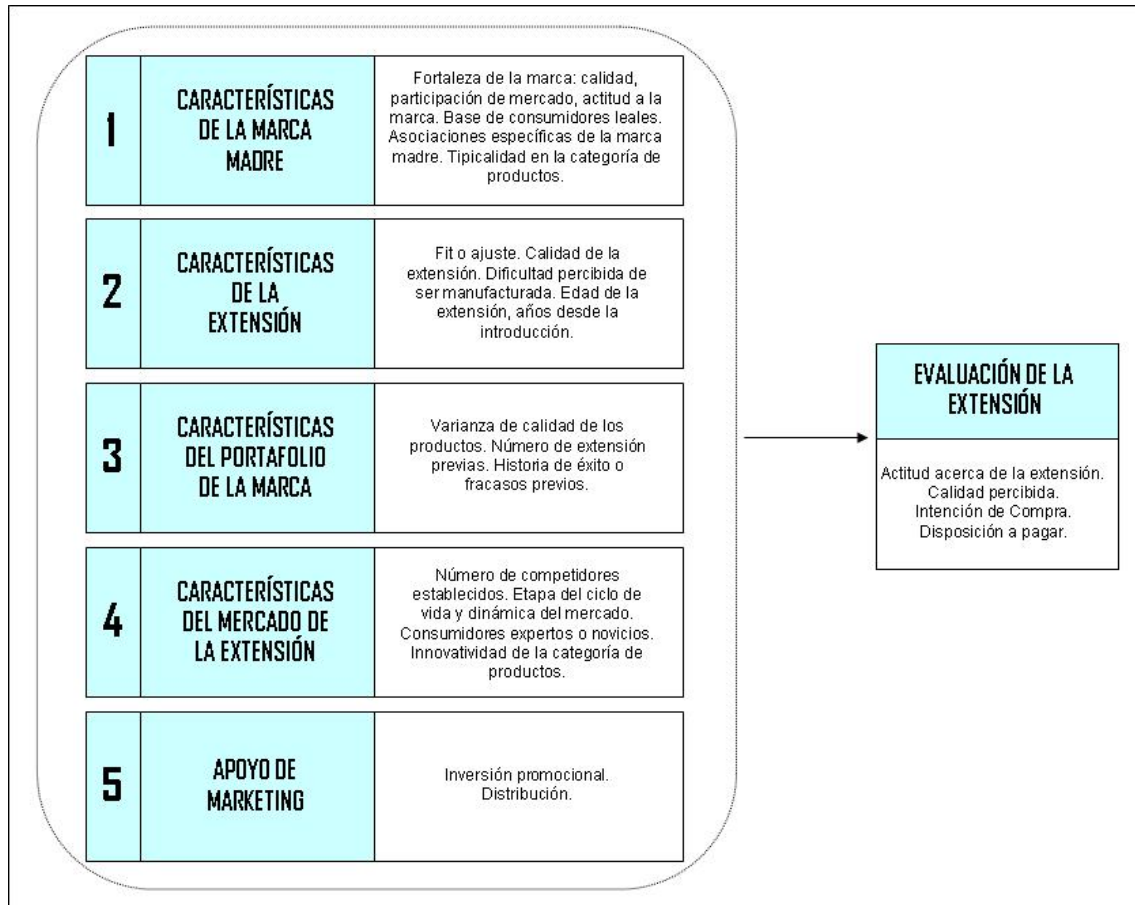 1
CARACTERÍSTICAS
DE LA MARCA
MADRE
Fortaleza de la marca: calidad,
participación de mercado, actitud a la
marca. Base de consumidores leales.
Asociaciones específicas de la marca
madre. Tipicalidad en la categoría de
productos.
2
CARACTERÍSTICAS
DE LA
EXTENSIÓN
Fit o ajuste. Calidad de la
extensión. Dificultad percibida de
ser manufacturada. Edad de la
extensión, años desde la
introducción.
3
CARACTERÍSTICAS
DEL PORTAFOLIO
DE LA MARCA
Varianza de calidad de los
productos. Número de extensión
previas. Historia de éxito o
fracasos previos.
4
CARACTERÍSTICAS
DEL MERCADO DE
LA EXTENSIÓN
Número de competidores
establecidos. Etapa del ciclo de
vida y dinámica del mercado.
Consumidores expertos o novicios.
Innovatividad de la categoría de
productos.
5
APOYO DE
MARKETING
Inversión promocional.
Distribución.
EVALUACIÓN DE LA
EXTENSIÓN
Actitud acerca de la extensión.
Calidad percibida.
Intención de Compra.
Disposición a pagar.